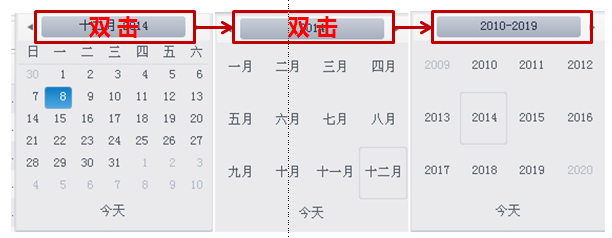 双击
日 一 二 三 四 五 六
30 1 2 3 4 5 6
7 8 9 10 11 12 13
14 15 16 17 18 19 20
21 22 23 24 25 26 27
28 29 30 31 1 2 3
4 5 6 7 8 9 10
今天
双击
一月 二月 三月 四月
五月 六月 七月 八月
九月 十月 十一月 十二月
今天
2010-2019
2009 2010 2011 2012
2013 2014 2015 2016
2017 2018 2019 2020
今天